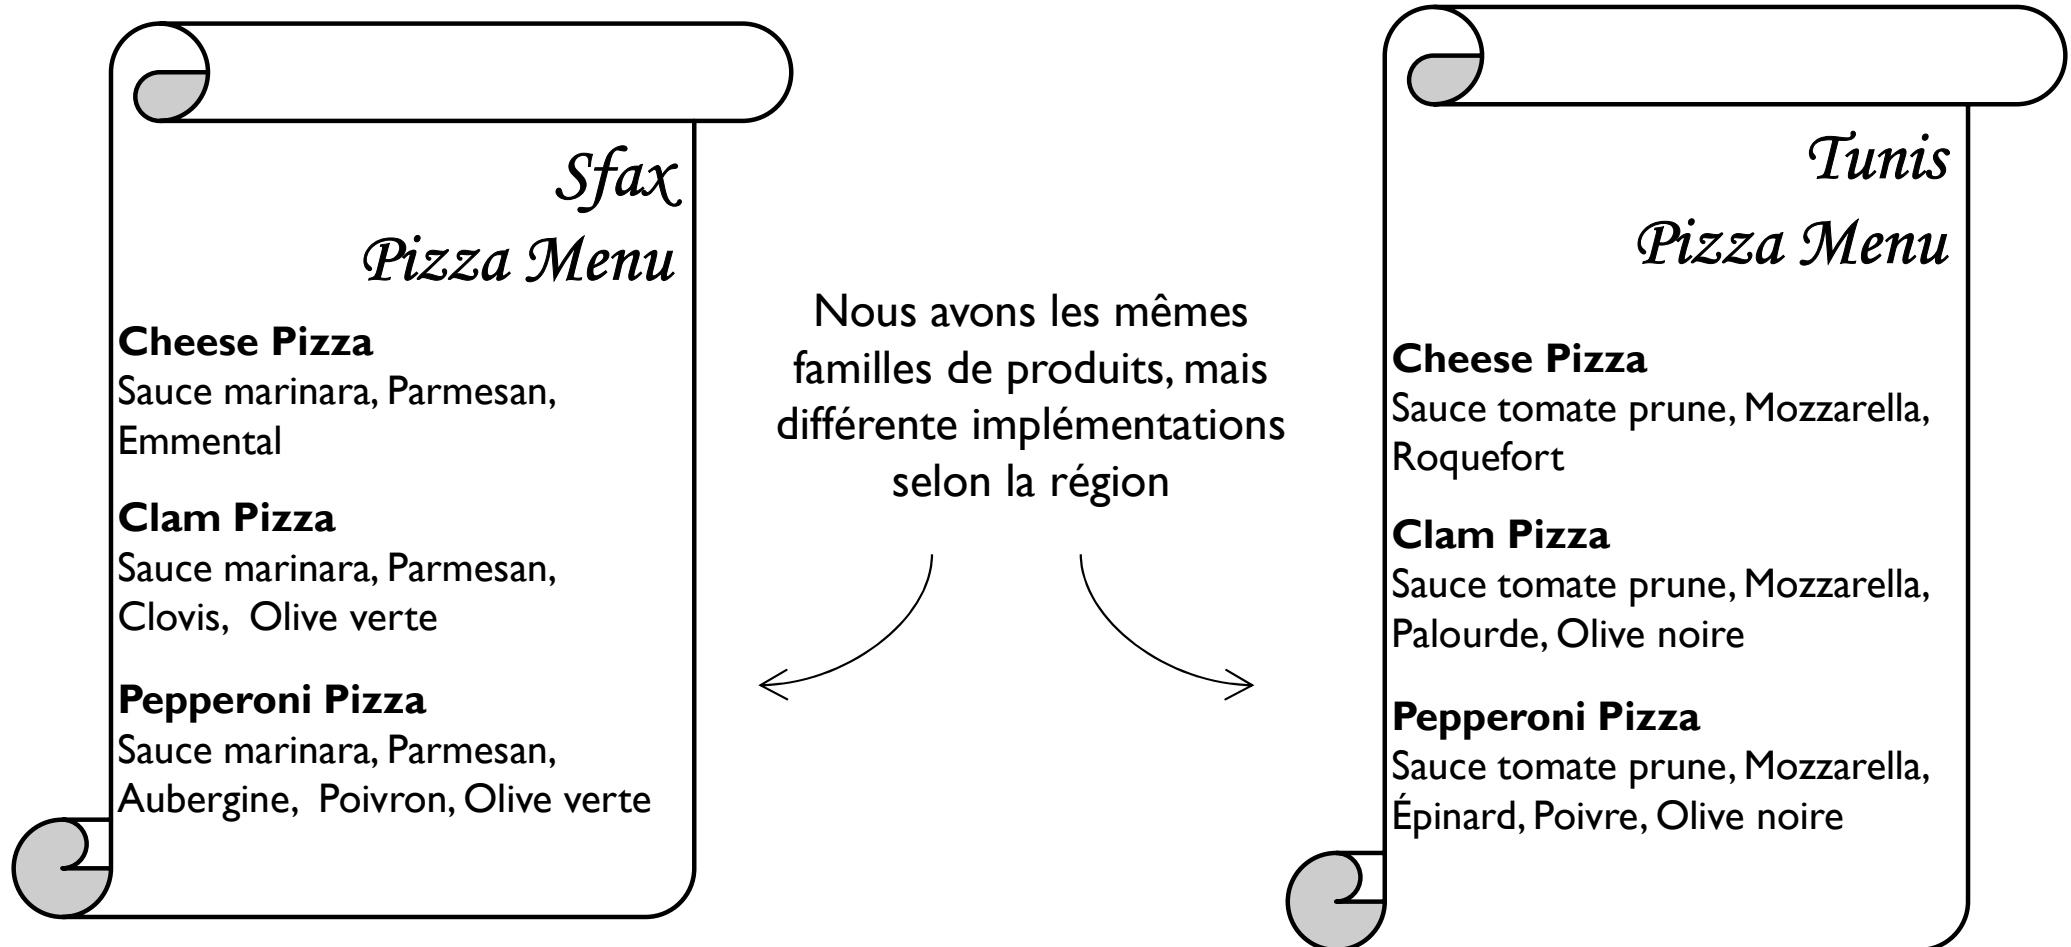 Sfax
Pizza Menu
Cheese Pizza
Sauce marinara, Parmesan,
Emmental
Clam Pizza
Sauce marinara, Parmesan,
Clovis, Olive verte
Pepperoni Pizza
Sauce marinara, Parmesan,
Aubergine, Poivron, Olive verte
Nous avons les mêmes
familles de produits, mais
différente implémentations
selon la région
Tunis
Pizza Menu
Cheese Pizza
Sauce tomate prune, Mozzarella,
Roquefort
Clam Pizza
Sauce tomate prune, Mozzarella,
Palourde, Olive noire
Pepperoni Pizza
Sauce tomate prune, Mozzarella,
Épinard, Poivre, Olive noire